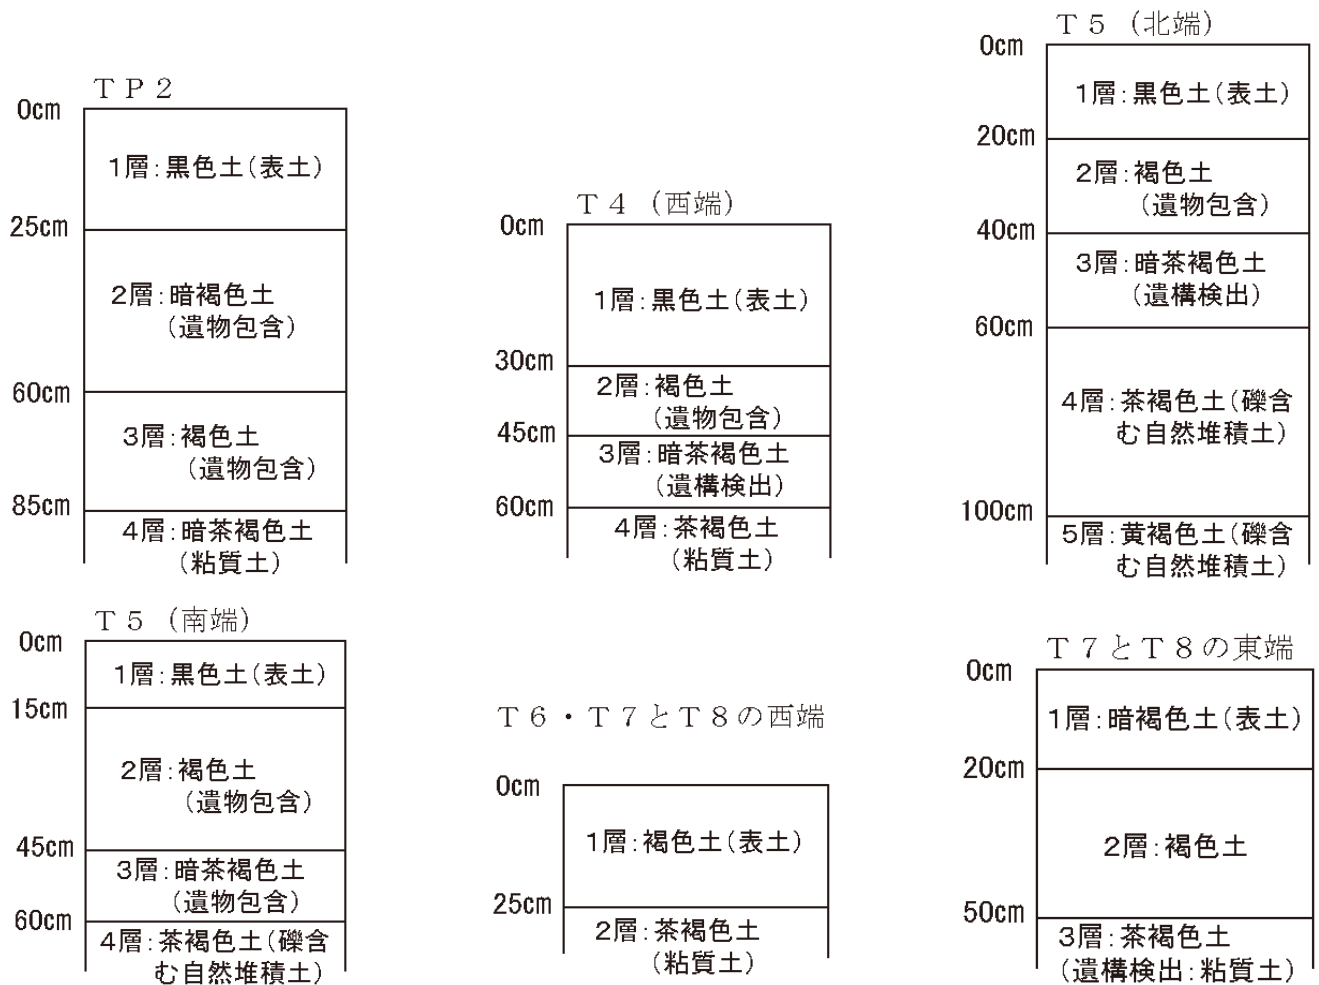 ＴＰ２
0cm
1層：黒色土（表土）
25cm
2層：暗褐色土
（遺物包含）
60cm
3層：褐色土
（遺物包含）
85cm
4層：暗茶褐色土
（粘質土）
Ｔ４（西端）
0cm
1層：黒色土（表土）
30cm
2層：褐色土
（遺物包含）
45cm
3層：暗茶褐色土
（遺構検出）
60cm
4層：茶褐色土
（粘質土）
Ｔ５（北端）
0cm
1層：黒色土（表土）
20cm
2層：褐色土
（遺物包含）
40cm
3層：暗茶褐色土
（遺構検出）
60cm
4層：茶褐色土（礫含
む自然堆積土）
100cm
5層：黄褐色土（礫含
む自然堆積土）
Ｔ５（南端）
0cm
1層：黒色土（表土）
15cm
2層：褐色土
（遺物包含）
45cm
3層：暗茶褐色土
（遺物包含）
60cm
4層：茶褐色土（礫含
む自然堆積土）
Ｔ６・Ｔ７とＴ８の西端
0cm
1層：褐色土（表土）
25cm
2層：茶褐色土
（粘質土）
Ｔ７とＴ８の東端
0cm
1層：暗褐色土（表土）
20cm
2層：褐色土
50cm
3層：茶褐色土
（遺構検出：粘質土）